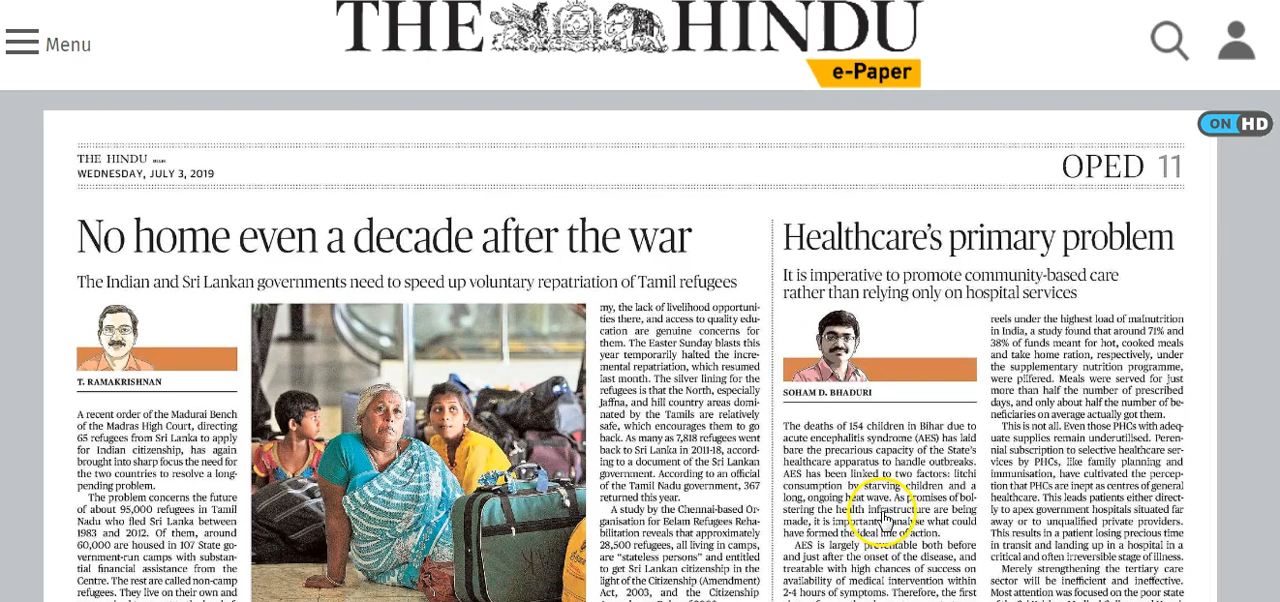 Menu
THE HINDU
e-Paper
ON HD
THE HINDU
WEDNESDAY, JULY 3, 2019
OPED 11
No home even a decade after the war
The Indian and Sri Lankan governments need to speed up voluntary repatriation of Tamil refugees
T. RAMAKRISHNAN
A recent order of the Madurai Bench
of the Madras High Court, directing
65 refugees from Sri Lanka to apply
for Indian citizenship, has again
brought into sharp focus the need for
the two countries to resolve a long-
pending problem.
The problem concerns the future
of about 95,000 refugees in Tamil
Nadu who fled Sri Lanka between
1983 and 2012. Of them, around
60,000 are housed in 107 State go-
vernment-run camps with substan-
tial financial assistance from the
Centre. The rest are called non-camp
refugees. They live on their own and
my, the lack of livelihood opportuni-
ties there, and access to quality edu-
cation are genuine concerns for
them. The Easter Sunday blasts this
year temporarily halted the incre-
mental repatriation, which resumed
last month. The silver lining for the
refugees is that the North, especially
Jaffna, and hill country areas domi-
nated by the Tamils are relatively
safe, which encourages them to go
back. As many as 7,818 refugees went
back to Sri Lanka in 2011-18, accord-
ing to a document of the Sri Lankan
government. According to an official
of the Tamil Nadu government, 367
returned this year.
A study by the Chennai-based Or-
ganisation for Eelam Refugees Reha-
bilitation reveals that approximately
28,500 refugees, all living in camps,
are “stateless persons” and entitled
to get Sri Lankan citizenship in the
light of the Citizenship (Amendment)
Act, 2003, and the Citizenship
Healthcare’s primary problem
It is imperative to promote community-based care
rather than relying only on hospital services
SOHAM D. BHADURI
The deaths of 154 children in Bihar due to
acute encephalitis syndrome (AES) has laid
bare the precarious capacity of the State’s
healthcare apparatus to handle outbreaks.
AES has been linked to two factors: litchi
consumption by starving children and a
long, ongoing heat wave. As promises of bol-
stering the health infrastructure are being
made, it is important to analyse what could
have formed the ideal line of action.
AES is largely preventable both before
and just after the onset of the disease, and
treatable with high chances of success on
availability of medical intervention within
2-4 hours of symptoms. Therefore, the first
reels under the highest load of malnutrition
in India, a study found that around 71% and
38% of funds meant for hot, cooked meals
and take home ration, respectively, under
the supplementary nutrition programme,
were pilfered. Meals were served for just
more than half the number of prescribed
days, and only about half the number of be-
neficiaries on average actually got them.
This is not all. Even those PHCs with adeq-
uate supplies remain underutilised. Peren-
nial subscription to selective healthcare ser-
vices by PHCs, like family planning and
immunisation, have cultivated the percep-
tion that PHCs are inept as centres of general
healthcare. This leads patients either direct-
ly to apex government hospitals situated far
away or to unqualified private providers.
This results in a patient losing precious time
in transit and landing up in a hospital in a
critical and often irreversible stage of illness.
Merely strengthening the tertiary care
sector will be inefficient and ineffective.
Most attention was focused on the poor state